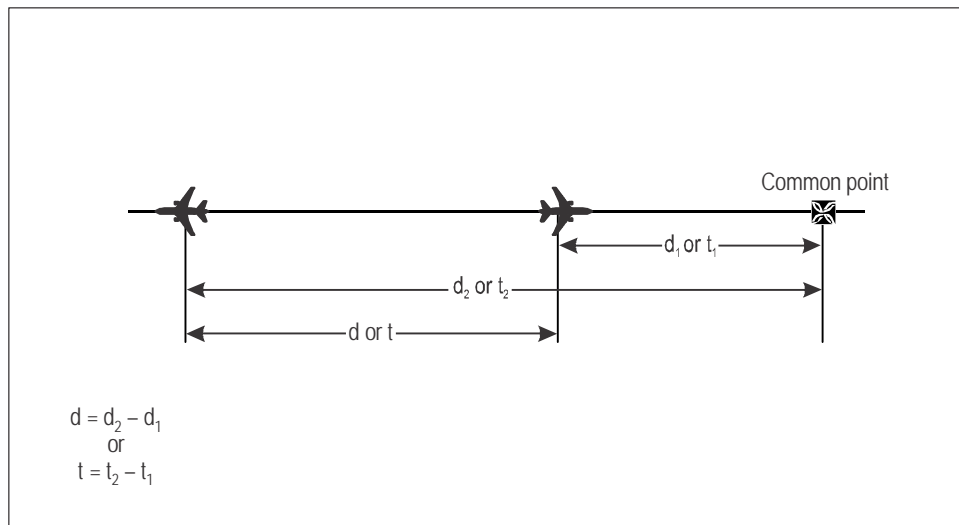 Common point
d₁ or t₁
d₂ or t₂
d or t
d = d₂ – d₁
or
t = t₂ – t₁